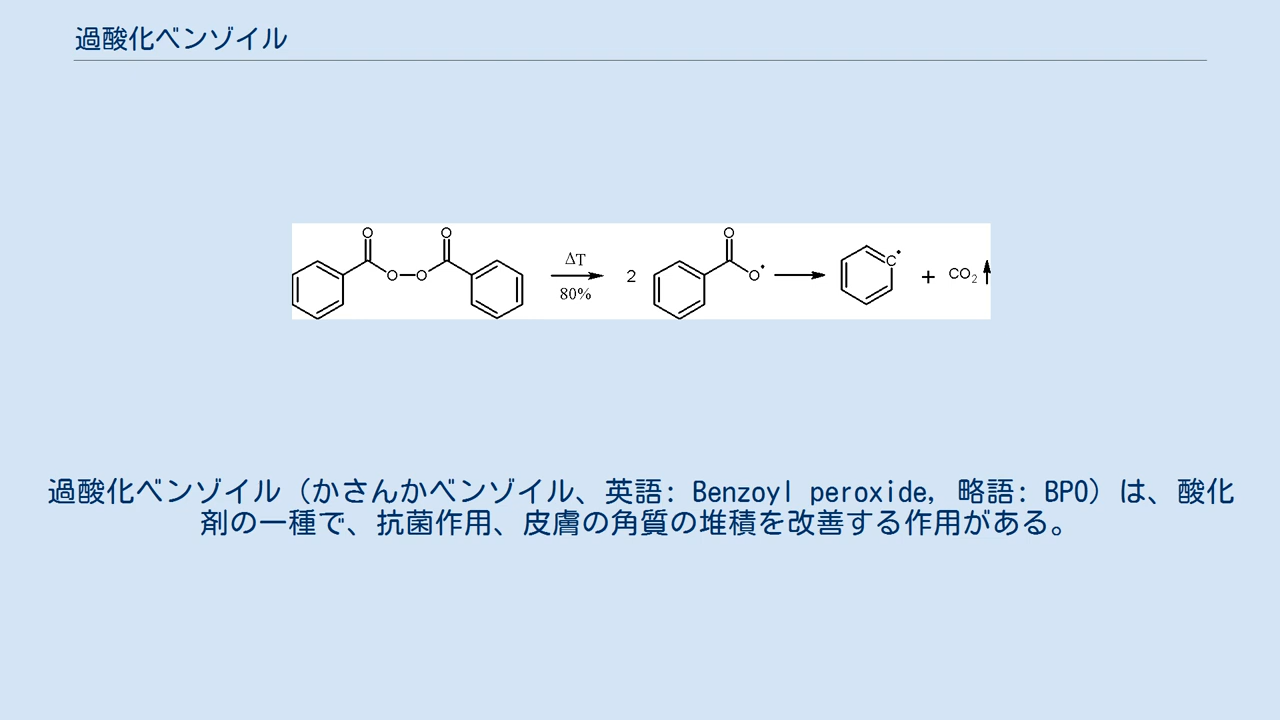 過酸化ベンゾイル
O O O O ΔT 80% 2 O O• C• + CO₂
過酸化ベンゾイル（かさんかベンゾイル、英語: Benzoyl peroxide, 略語: BPO）は、酸化
剤の一種で、抗菌作用、皮膚の角質の堆積を改善する作用がある。